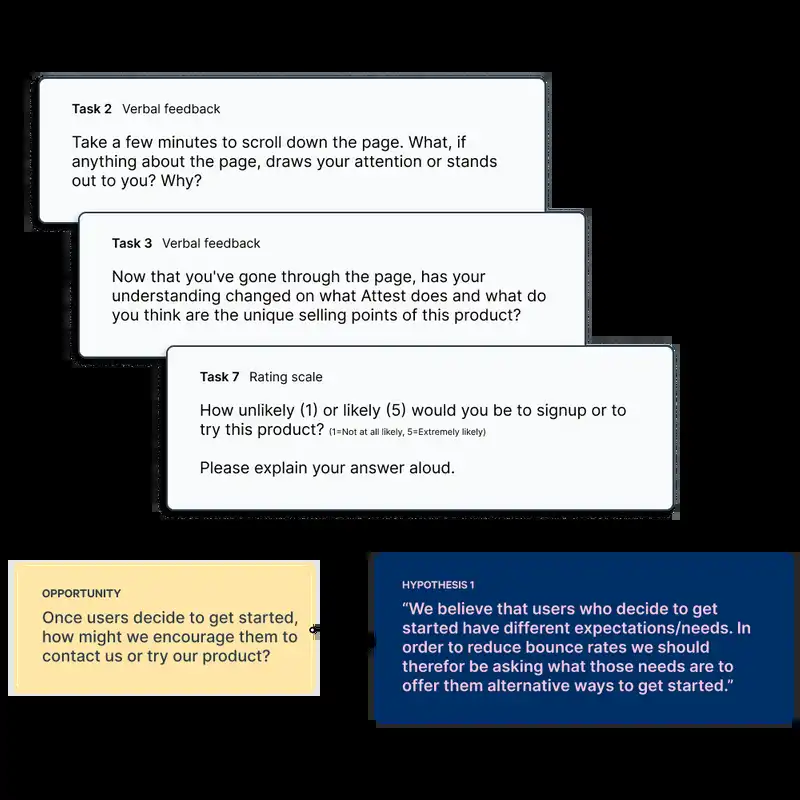 Task 2 Verbal feedback
Take a few minutes to scroll down the page. What, if
anything about the page, draws your attention or stands
out to you? Why?
Task 3 Verbal feedback
Now that you've gone through the page, has your
understanding changed on what Attest does and what do
you think are the unique selling points of this product?
Task 7 Rating scale
How unlikely (1) or likely (5) would you be to signup or to
try this product? (1=Not at all likely, 5=Extremely likely)
Please explain your answer aloud.
OPPORTUNITY
Once users decide to get started,
how might we encourage them to
contact us or try our product?
HYPOTHESIS 1
“We believe that users who decide to get
started have different expectations/needs. In
order to reduce bounce rates we should
therefor be asking what those needs are to
offer them alternative ways to get started.”